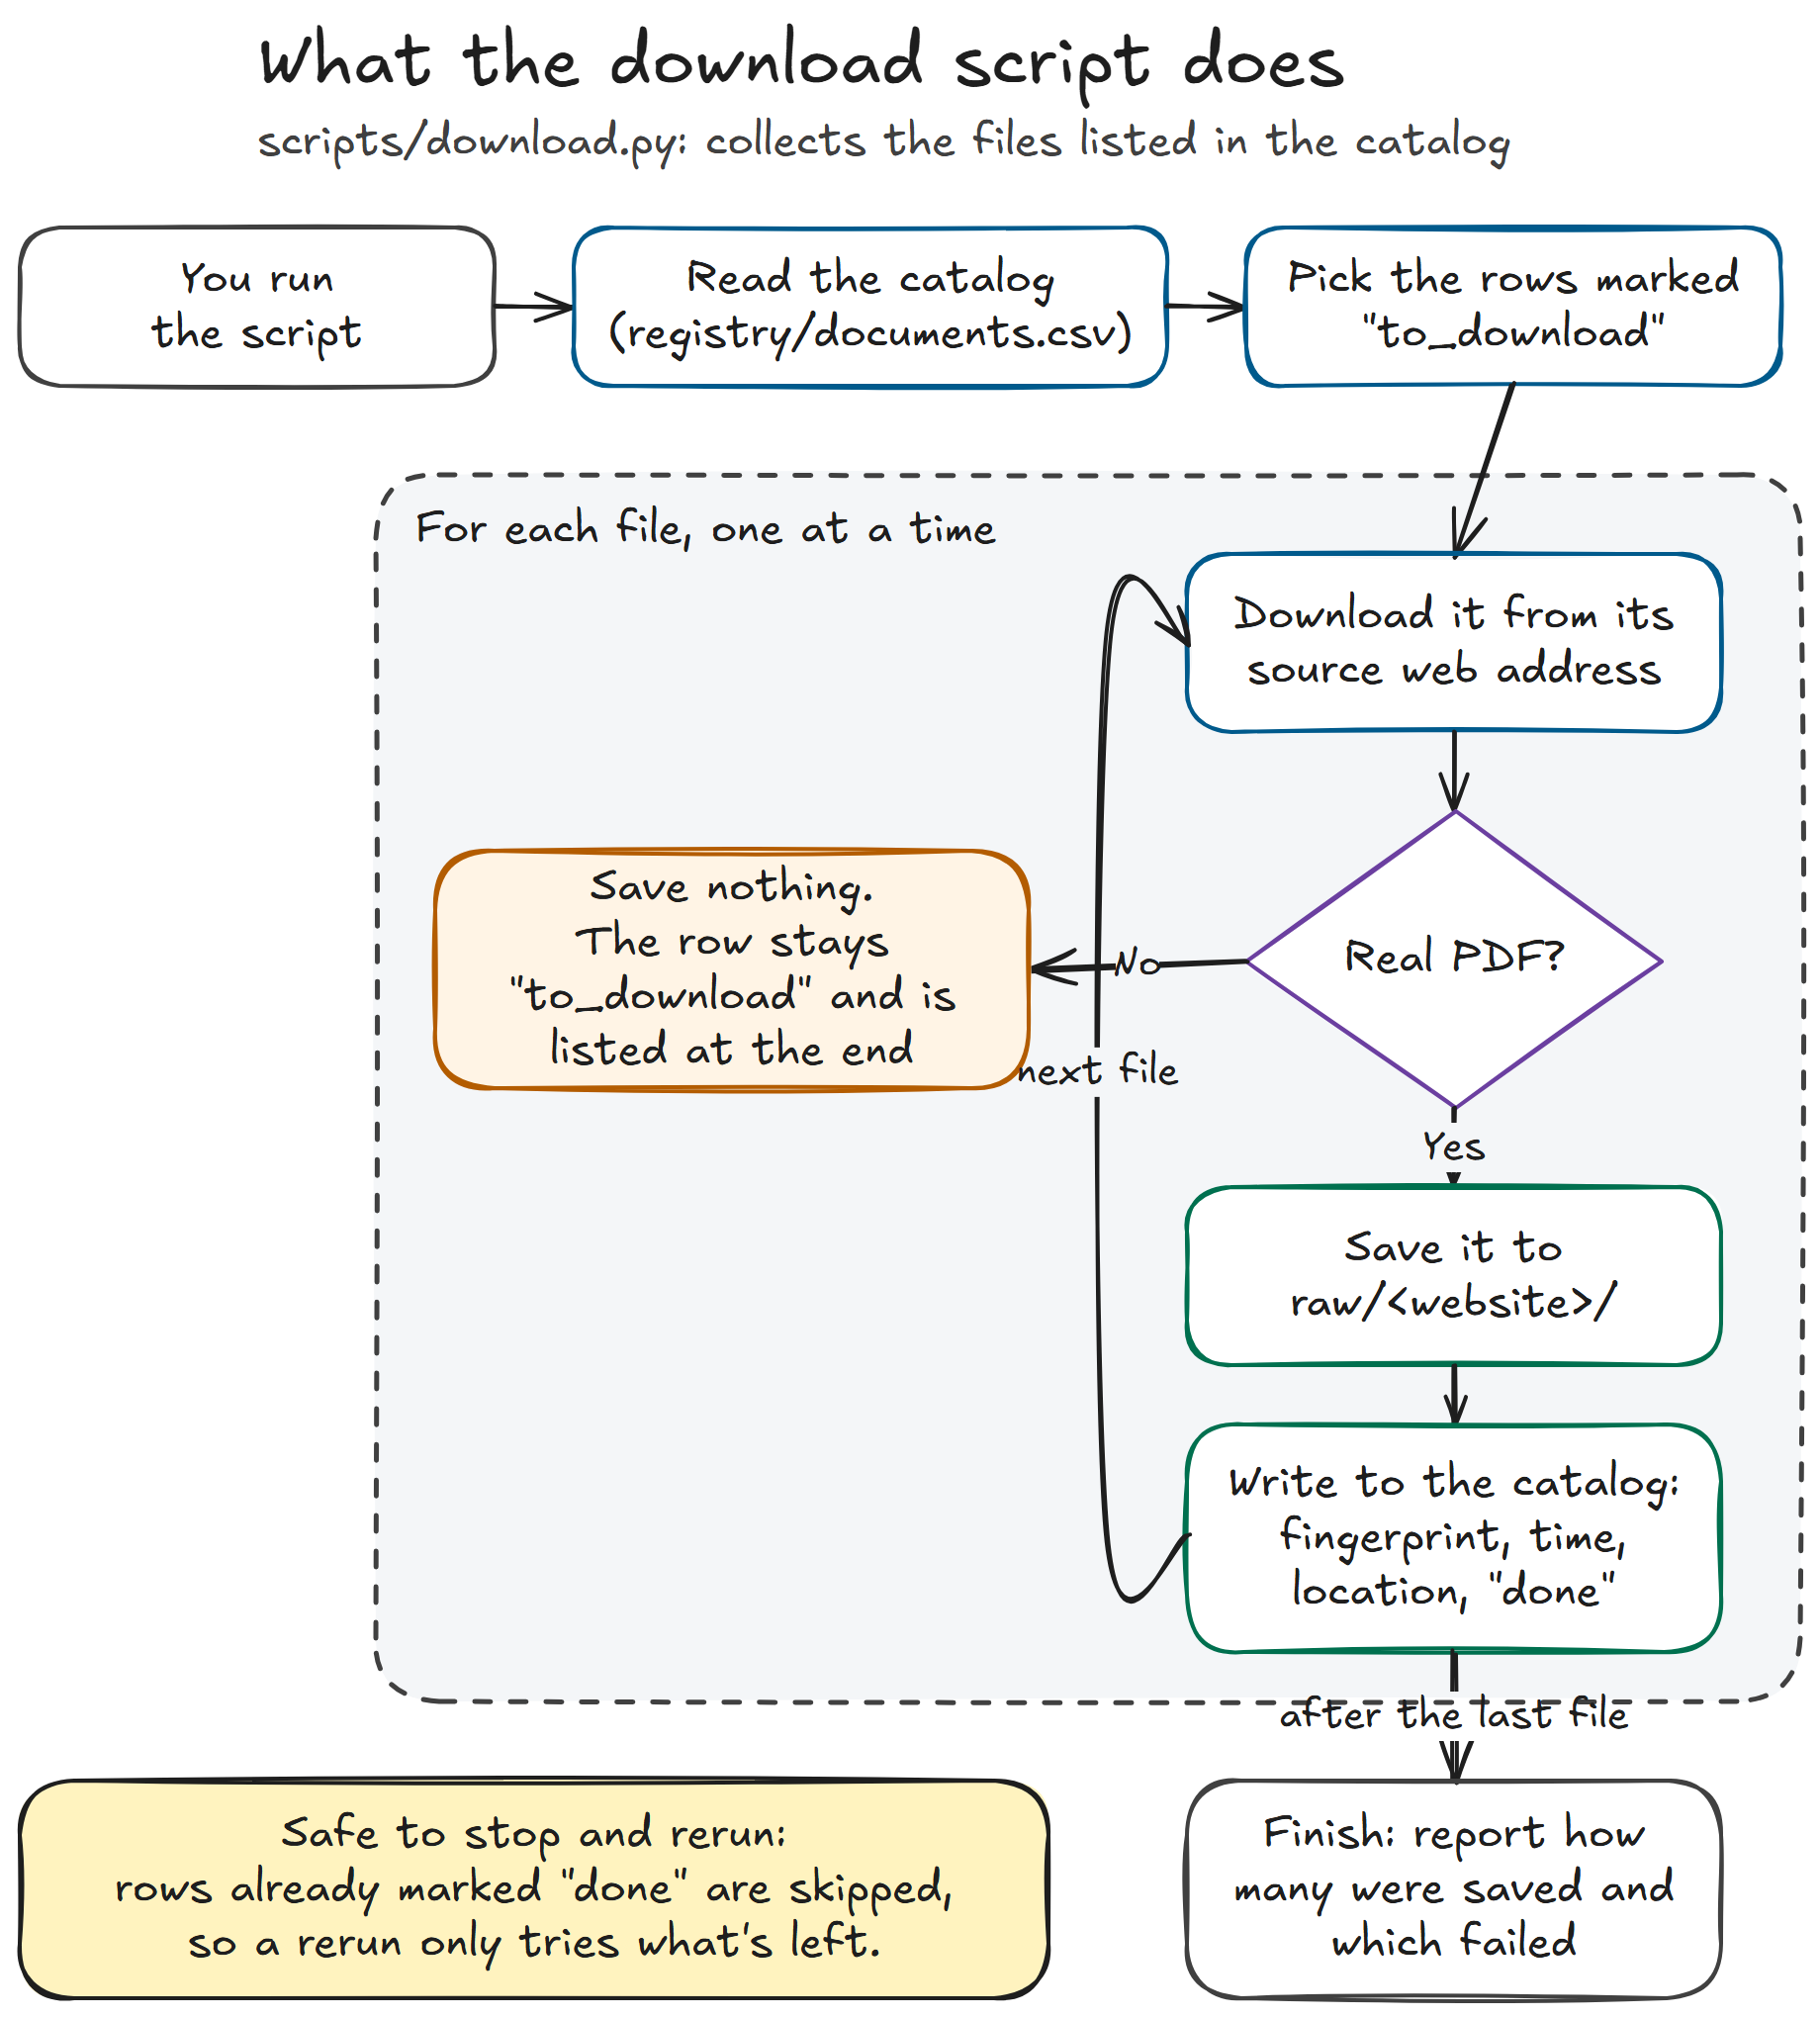 What the download script does
scripts/download.py: collects the files listed in the catalog
You run
the script
Read the catalog
(registry/documents.csv)
Pick the rows marked
"to_download"
For each file, one at a time
Download it from its
source web address
Real PDF?
No
Save nothing.
The row stays
"to_download" and is
listed at the end
next file
Yes
Save it to
raw/<website>/
Write to the catalog:
fingerprint, time,
location, "done"
after the last file
Safe to stop and rerun:
rows already marked "done" are skipped,
so a rerun only tries what's left.
Finish: report how
many were saved and
which failed